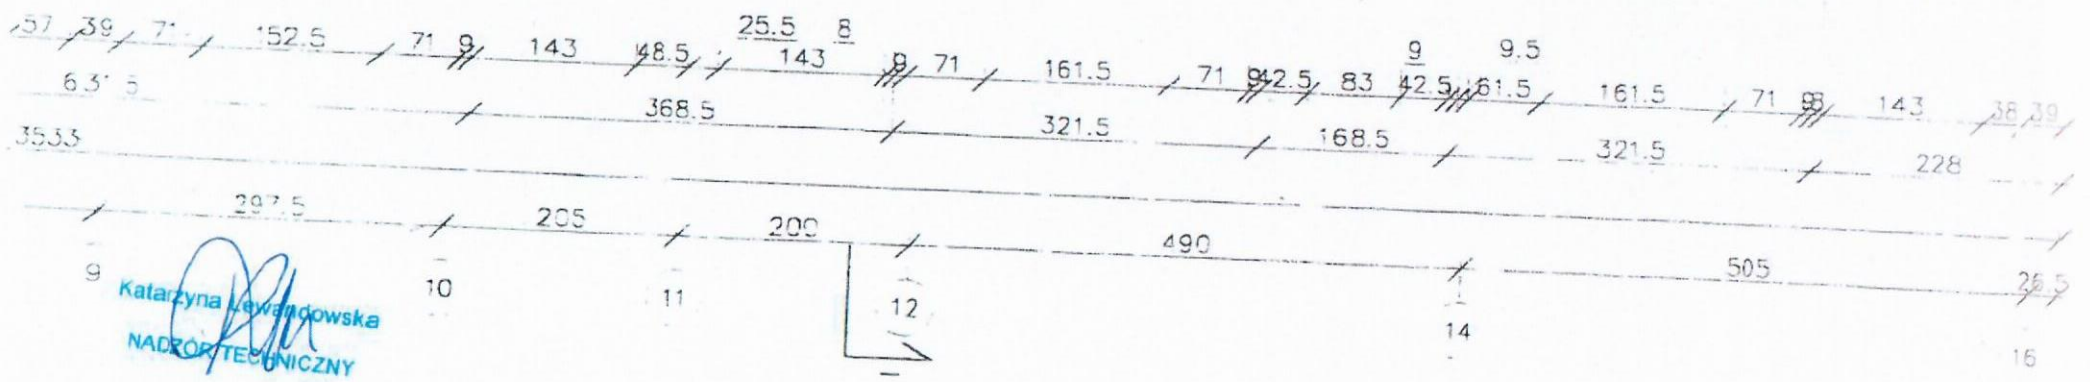 25.5 8 9 9.5
57 39 71 152.5 71 9 143 48.5 143 9 71 161.5 71 9 42.5 83 42.5 61.5 161.5 71 9 8 143 38 39
631.5 368.5 321.5 168.5 321.5 228
3533
297.5 205 200 490 505 26.5
9 10 11 12 14 16
Katarzyna Lewandowska
NADZÓR TECHNICZNY